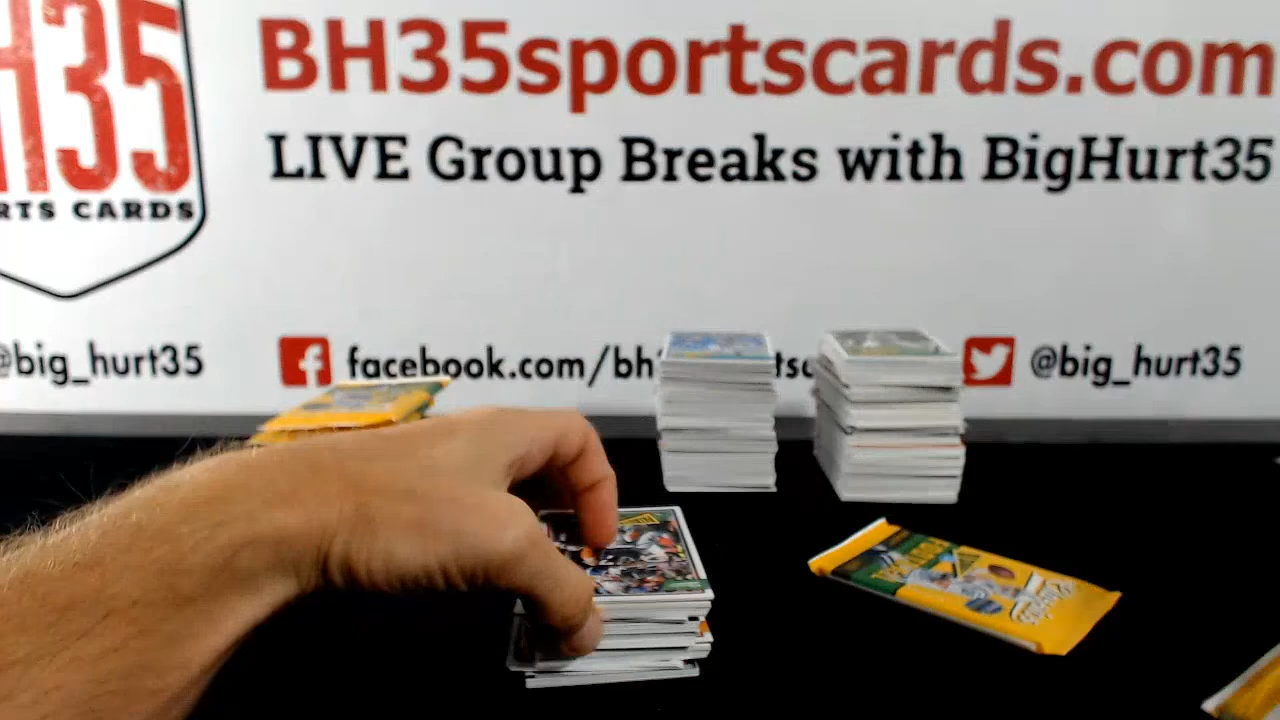 H35
RTS CARDS
BH35sportscards.com
LIVE Group Breaks with BigHurt35
@big_hurt35
facebook.com/bh
@big_hurt35